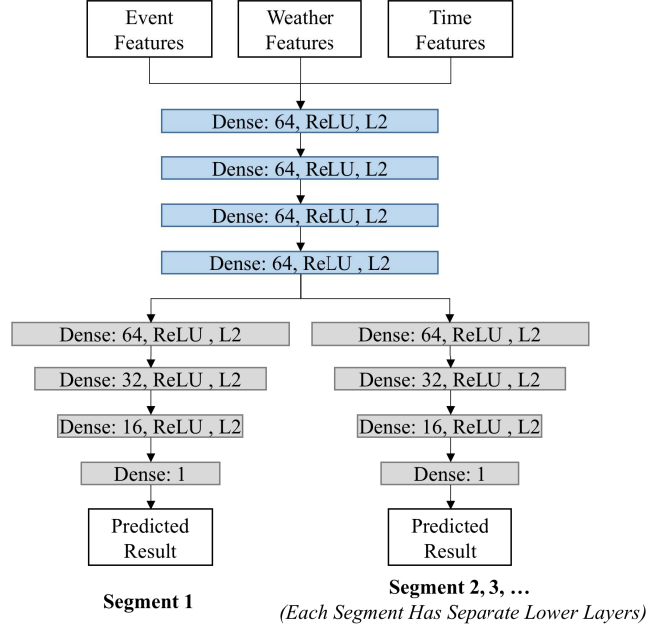 Event
Features
Weather
Features
Time
Features
Dense: 64, ReLU, L2
Dense: 64, ReLU, L2
Dense: 64, ReLU, L2
Dense: 64, ReLU , L2
Dense: 64, ReLU , L2
Dense: 32, ReLU , L2
Dense: 16, ReLU , L2
Dense: 1
Predicted
Result
Segment 1
Dense: 64, ReLU , L2
Dense: 32, ReLU , L2
Dense: 16, ReLU , L2
Dense: 1
Predicted
Result
Segment 2, 3, …
(Each Segment Has Separate Lower Layers)